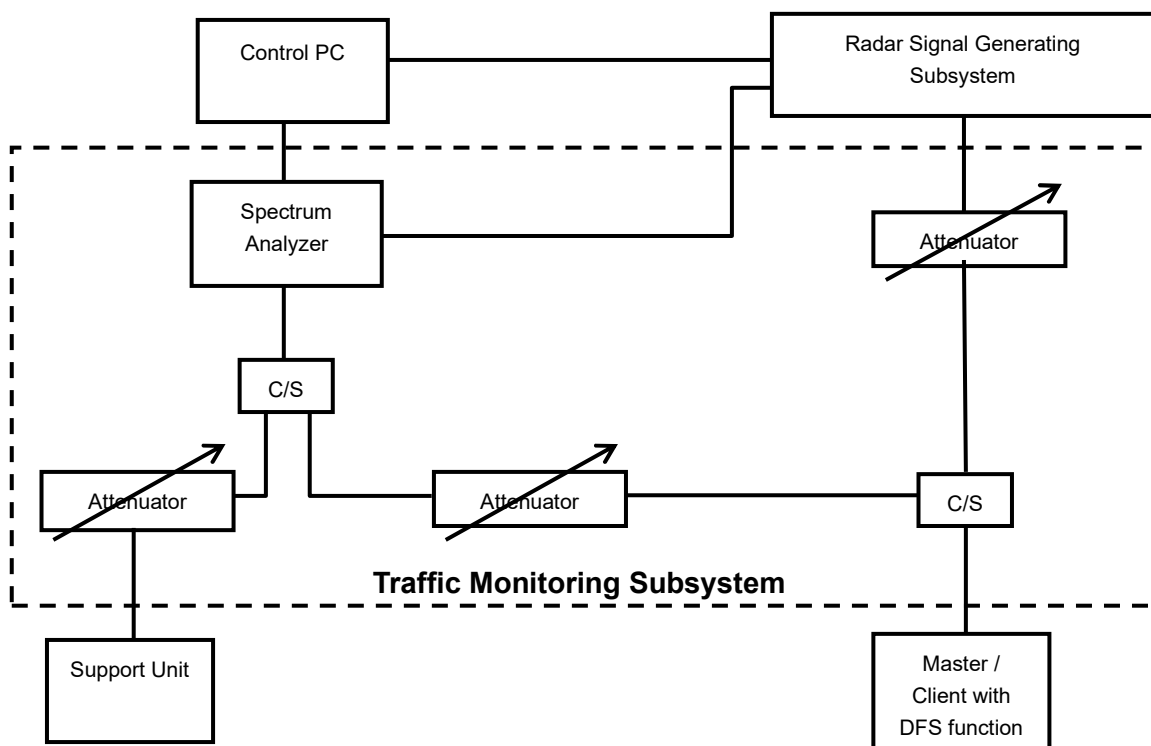 Control PC
Radar Signal Generating
Subsystem
Spectrum
Analyzer
Attenuator
C/S
Attenuator
Attenuator
C/S
Traffic Monitoring Subsystem
Support Unit
Master /
Client with
DFS function